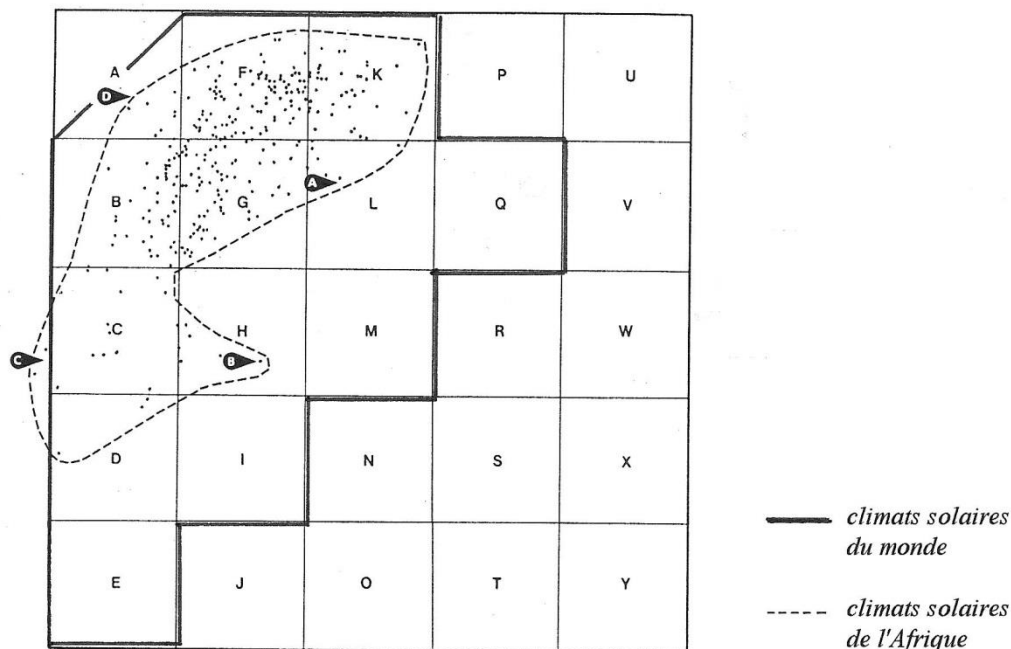 A F K P U
D
B G L Q V
A
C H M R W
C B
D I N S X
E J O T Y
climats solaires
du monde
climats solaires
de l'Afrique